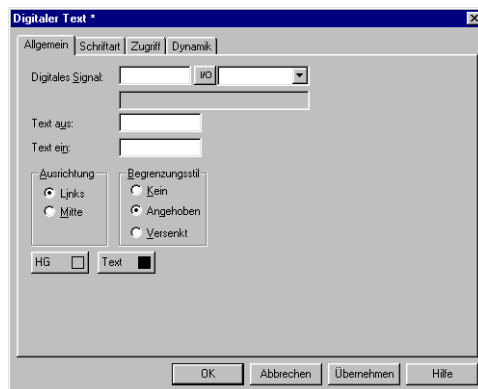 Digitaler Text *
Allgemein Schriftart Zugriff Dynamik
Digitales Signal: I/O
Text aus:
Text ein:
Ausrichtung Begrenzungsstil
Links Kein
Mitte Angehoben
Versenkt
HG Text
OK Abbrechen Übernehmen Hilfe